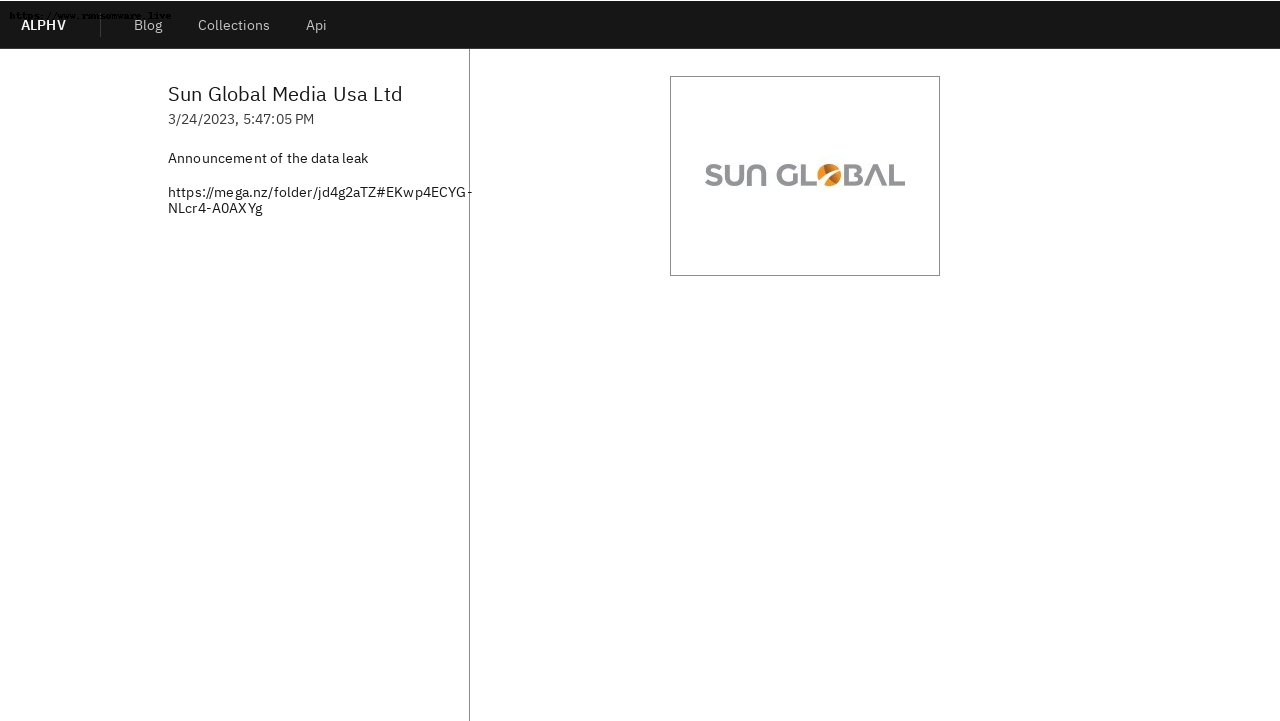 https://www.ransomware.live
ALPHV
Blog
Collections
Api
Sun Global Media Usa Ltd
3/24/2023, 5:47:05 PM
Announcement of the data leak
https://mega.nz/folder/jd4g2aTZ#EKwp4ECYG-
NLcr4-A0AXYg
SUN GLOBAL